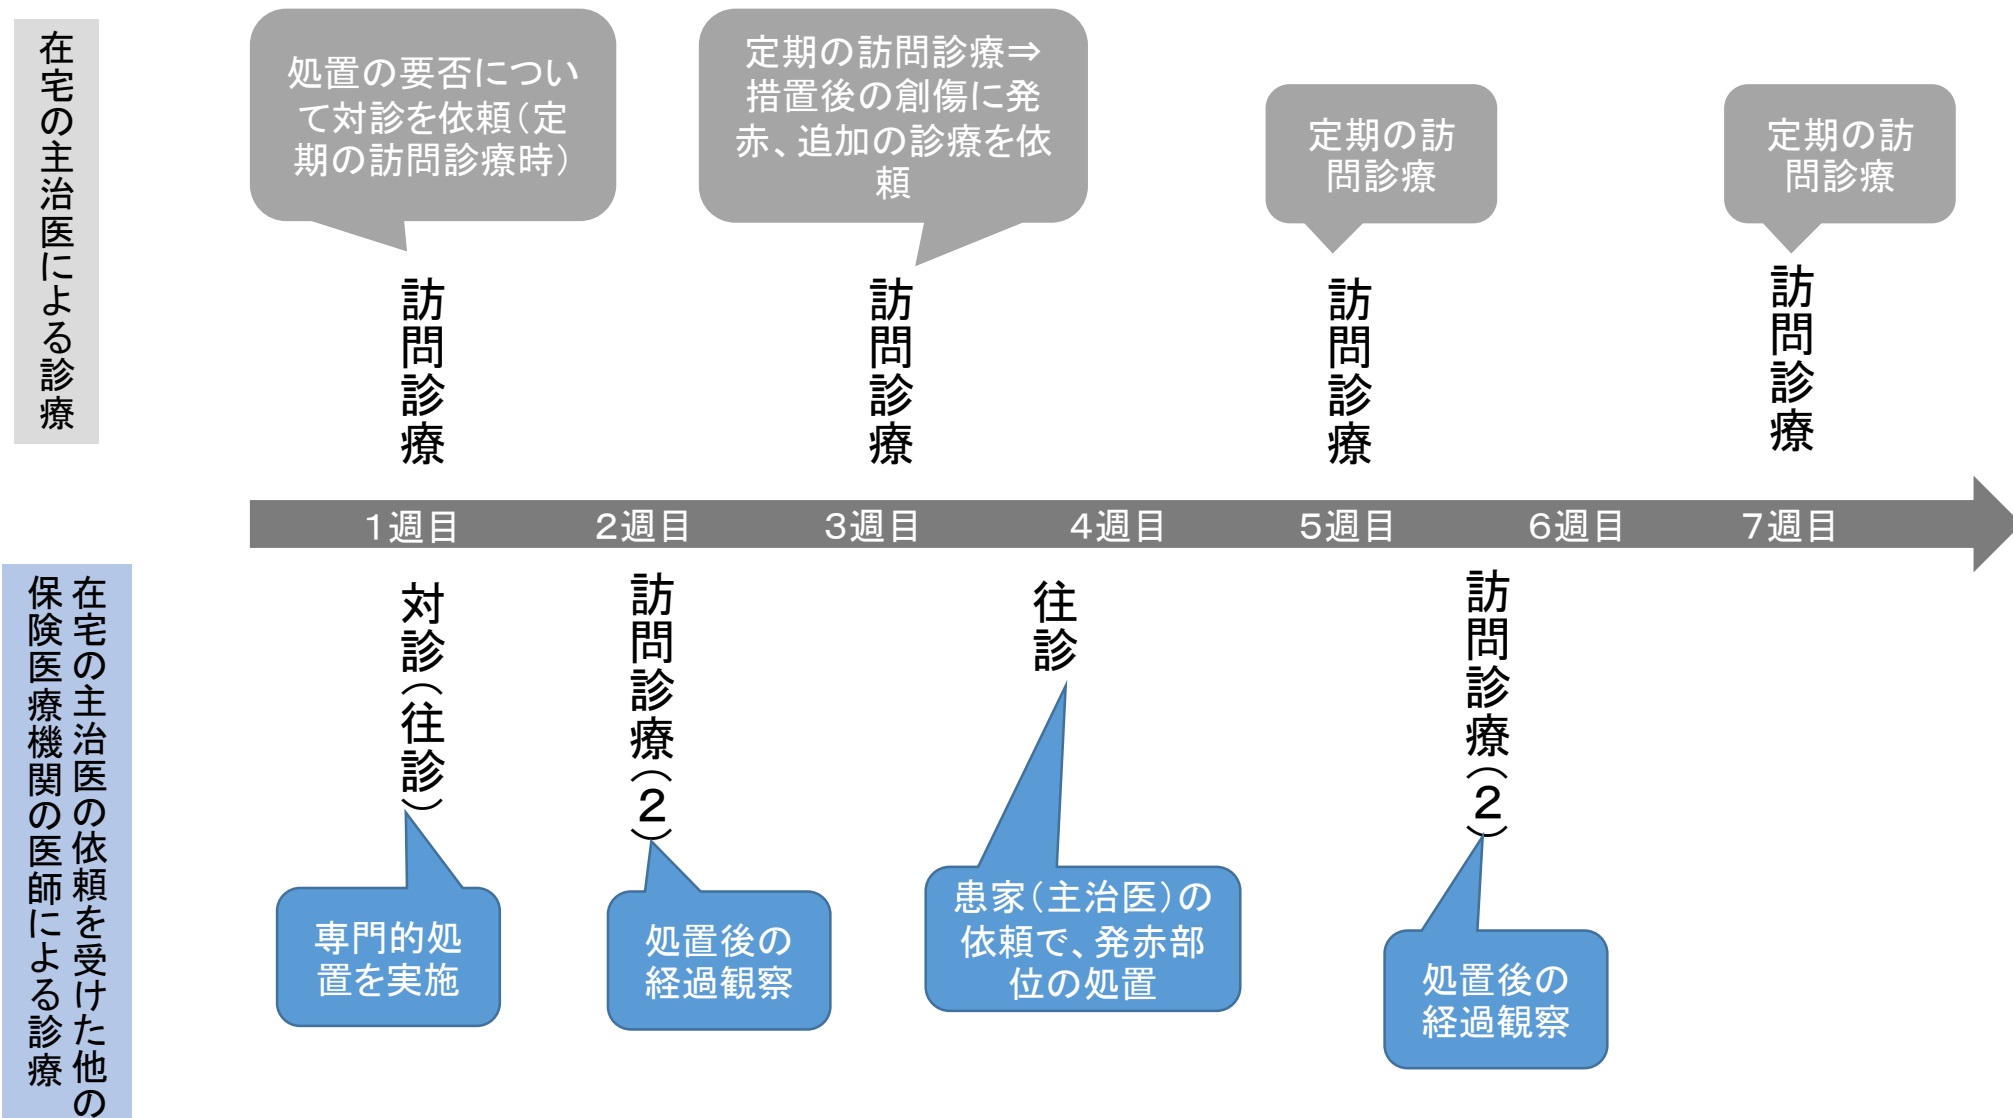 在宅の主治医による診療
処置の要否につい
て対診を依頼（定
期の訪問診療時）
定期の訪問診療⇒
措置後の創傷に発
赤、追加の診療を依
頼
定期の訪
問診療
定期の訪
問診療
訪問診療
訪問診療
訪問診療
訪問診療
1週目
2週目
3週目
4週目
5週目
6週目
7週目
在宅の主治医の依頼を受けた他の
保険医療機関の医師による診療
対診（往診）
訪問診療（2）
往診
訪問診療（2）
専門的処
置を実施
処置後の
経過観察
患家（主治医）の
依頼で、発赤部
位の処置
処置後の
経過観察